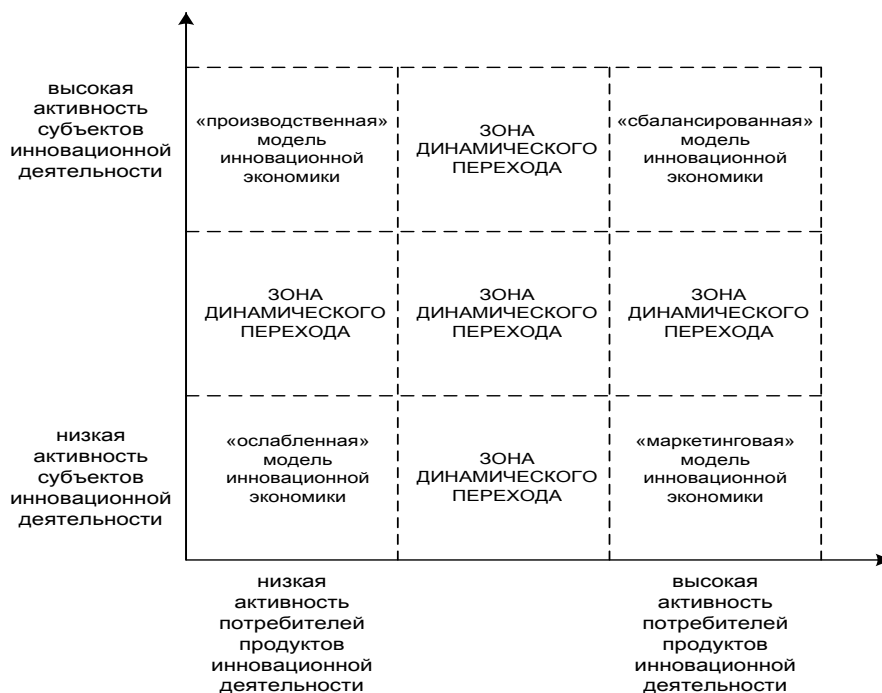 высокая
активность
субъектов
инновационной
деятельности
«производственная»
модель
инновационной
экономики
ЗОНА
ДИНАМИЧЕСКОГО
ПЕРЕХОДА
«сбалансированная»
модель
инновационной
экономики
ЗОНА
ДИНАМИЧЕСКОГО
ПЕРЕХОДА
ЗОНА
ДИНАМИЧЕСКОГО
ПЕРЕХОДА
ЗОНА
ДИНАМИЧЕСКОГО
ПЕРЕХОДА
низкая
активность
субъектов
инновационной
деятельности
«ослабленная»
модель
инновационной
экономики
ЗОНА
ДИНАМИЧЕСКОГО
ПЕРЕХОДА
«маркетинговая»
модель
инновационной
экономики
низкая
активность
потребителей
продуктов
инновационной
деятельности
высокая
активность
потребителей
продуктов
инновационной
деятельности